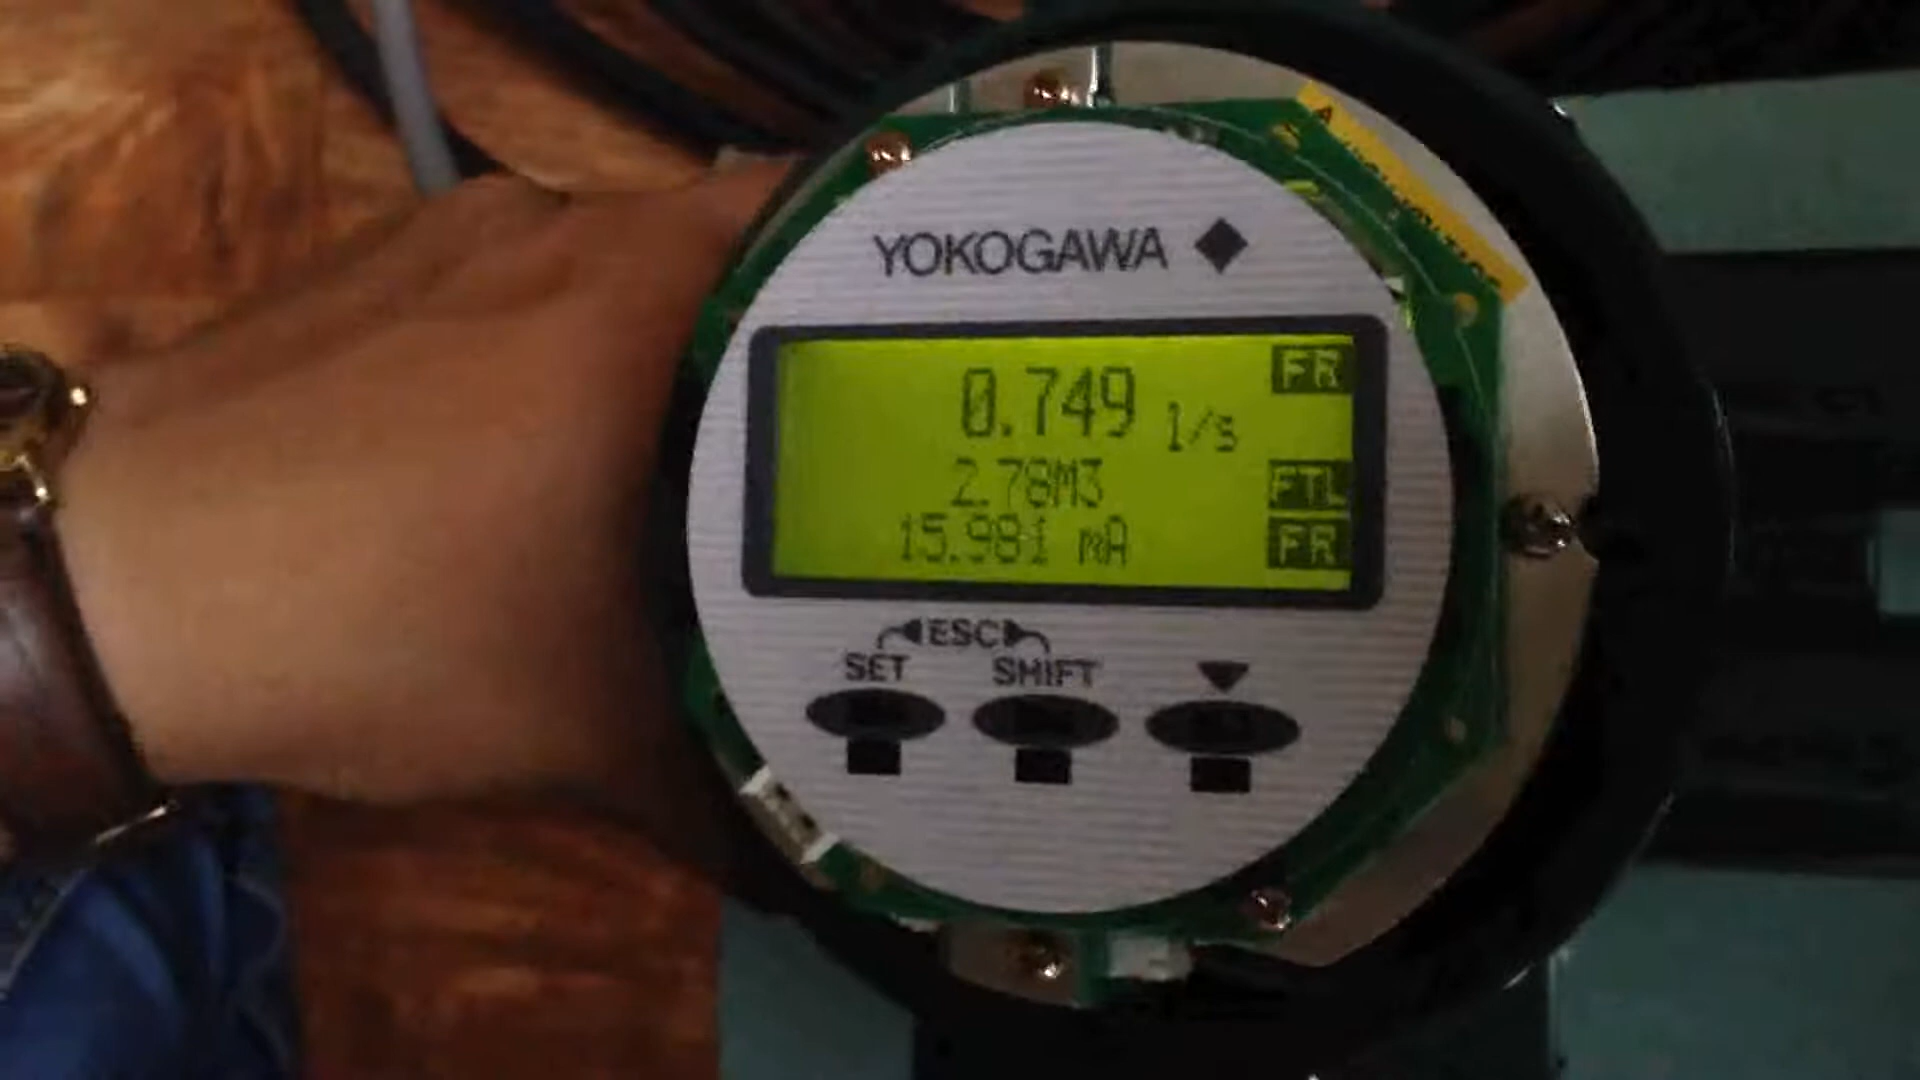 YOKOGAWA
0.749 l/s FR
2.78M3 FTL
15.981 mA FR
ESC
SET SHIFT